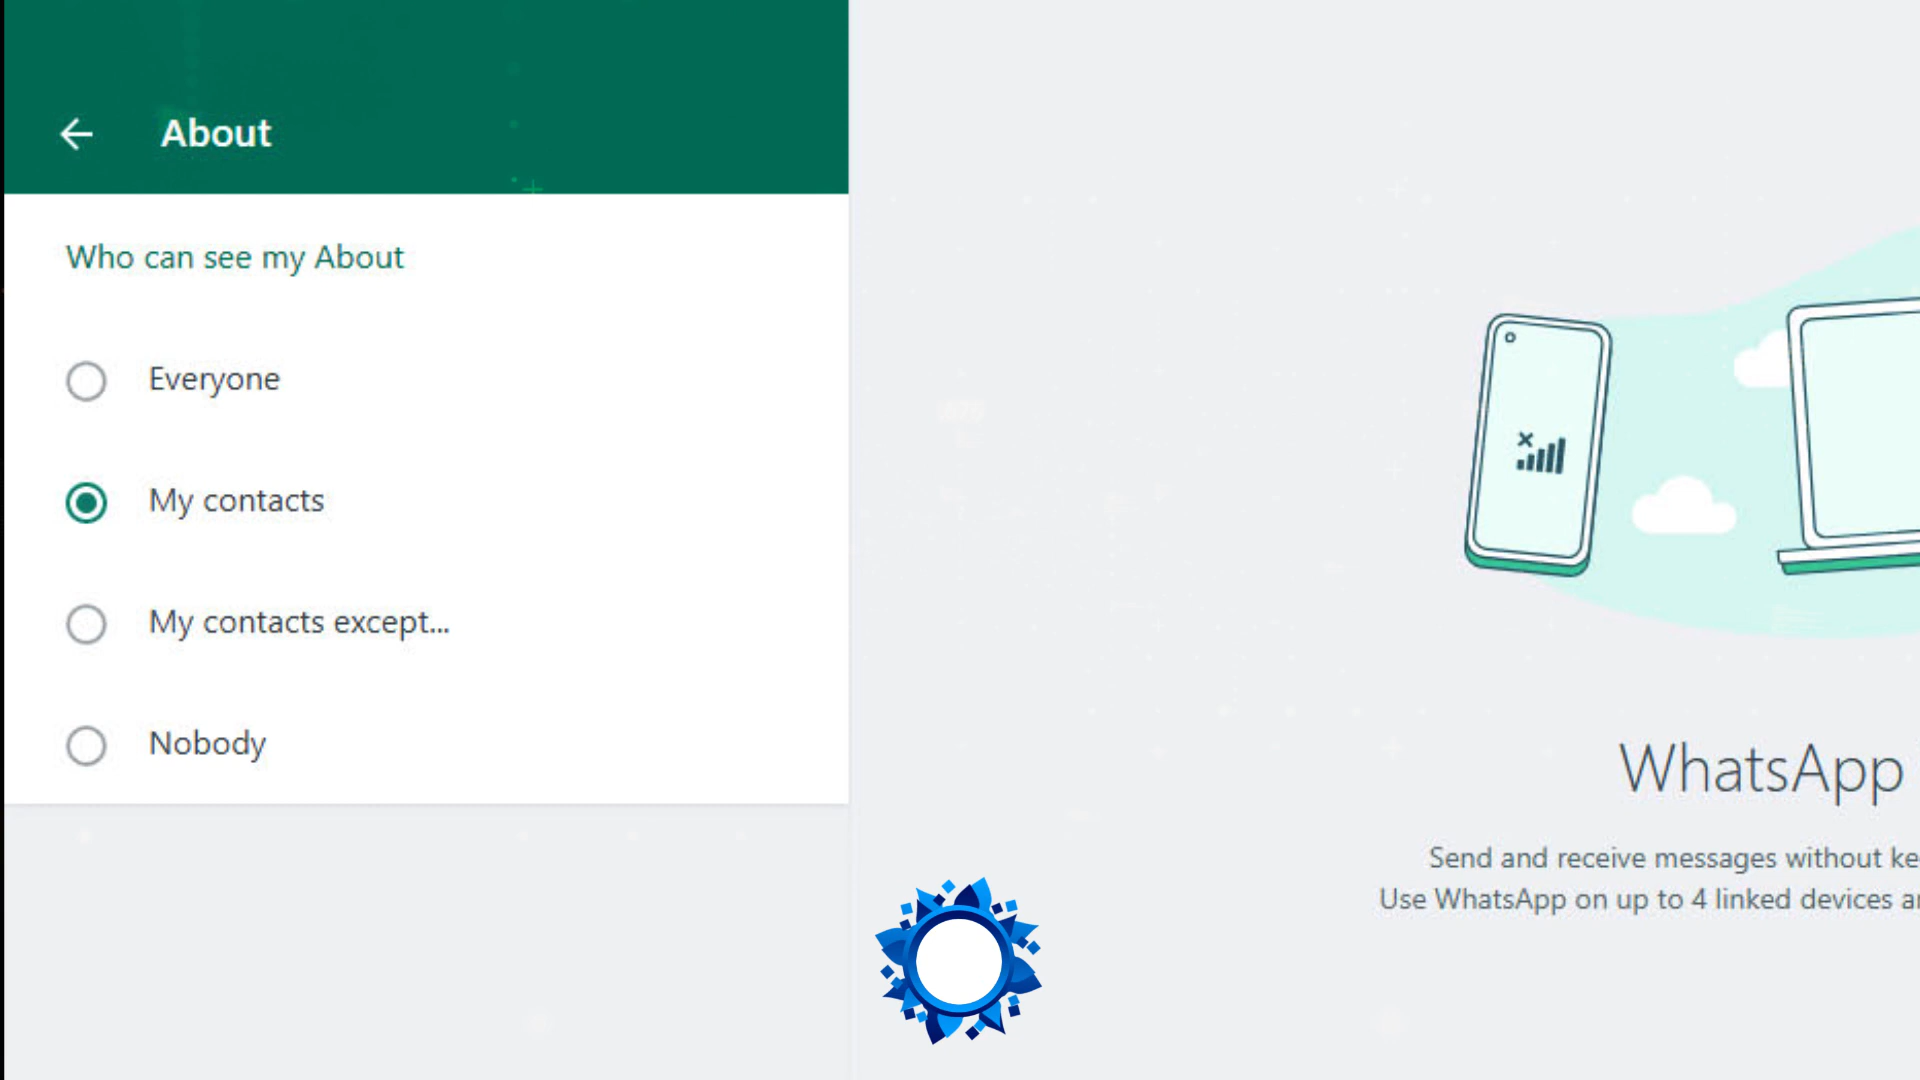 About
Who can see my About
Everyone
My contacts
My contacts except...
Nobody
WhatsApp
Send and receive messages without ke
Use WhatsApp on up to 4 linked devices a